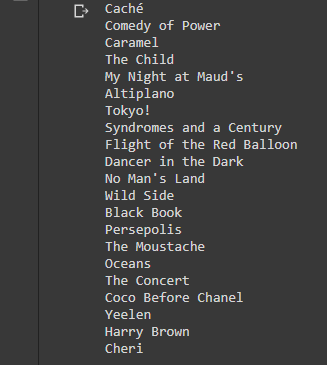 Caché
Comedy of Power
Caramel
The Child
My Night at Maud's
Altiplano
Tokyo!
Syndromes and a Century
Flight of the Red Balloon
Dancer in the Dark
No Man's Land
Wild Side
Black Book
Persepolis
The Moustache
Oceans
The Concert
Coco Before Chanel
Yeelen
Harry Brown
Cheri